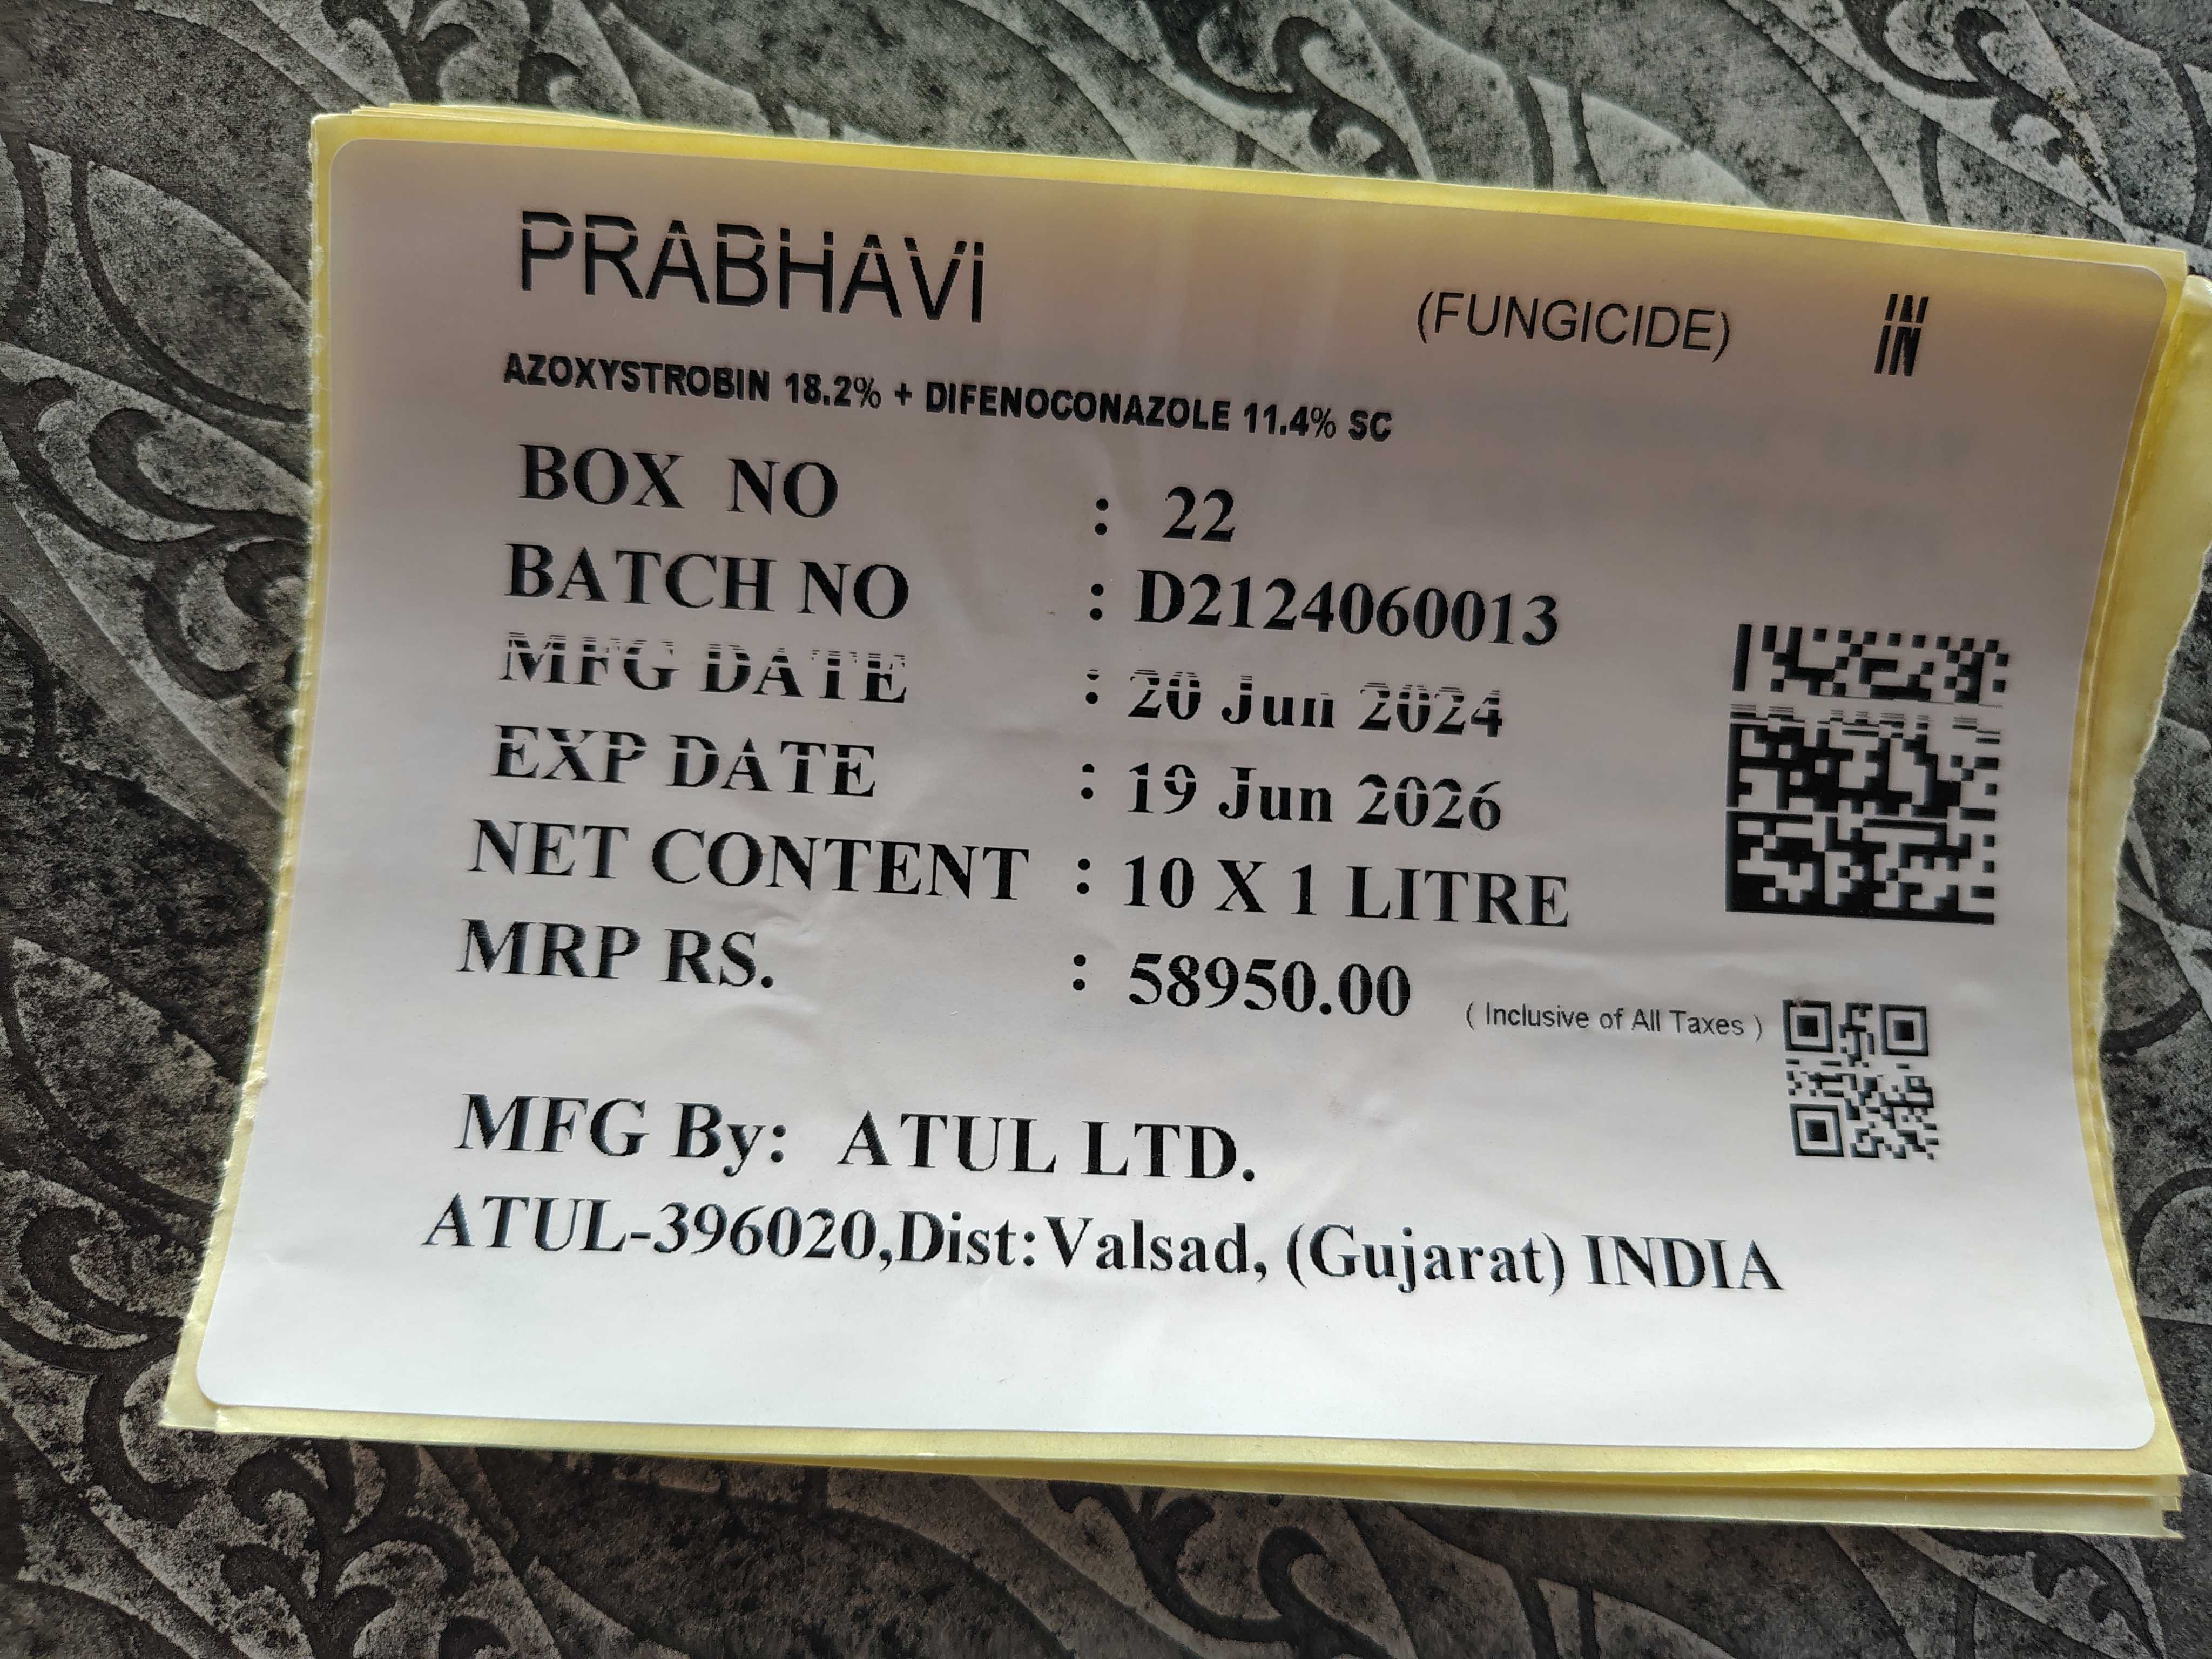 PRABHAVI
(FUNGICIDE) IN
AZOXYSTROBIN 18.2% + DIFENOCONAZOLE 11.4% SC
BOX NO : 22
BATCH NO : D2124060013
MFG DATE : 20 Jun 2024
EXP DATE : 19 Jun 2026
NET CONTENT : 10 X 1 LITRE
MRP RS. : 58950.00 ( Inclusive of All Taxes )
MFG By: ATUL LTD.
ATUL-396020,Dist:Valsad, (Gujarat) INDIA